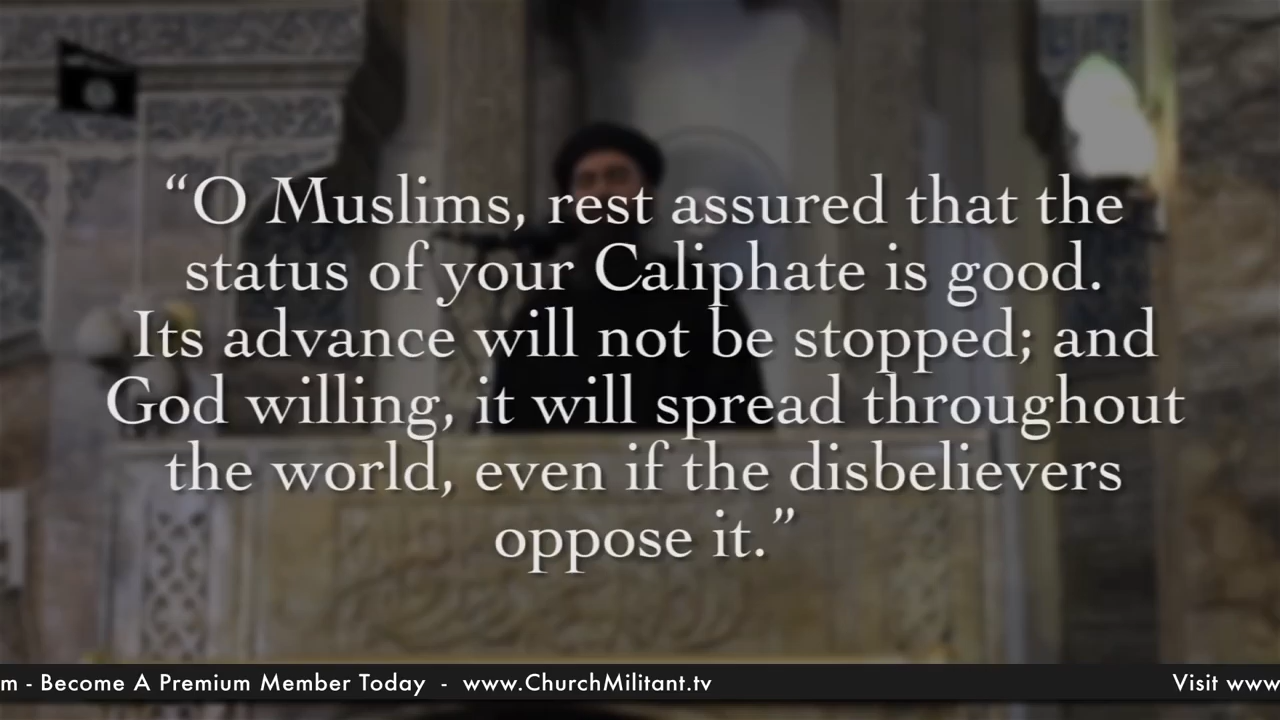 “O Muslims, rest assured that the
status of your Caliphate is good.
Its advance will not be stopped; and
God willing, it will spread throughout
the world, even if the disbelievers
oppose it.”
m - Become A Premium Member Today - www.ChurchMilitant.tv Visit www